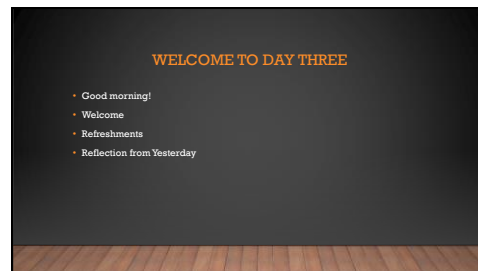 WELCOME TO DAY THREE
• Good morning!
• Welcome
• Refreshments
• Reflection from Yesterday